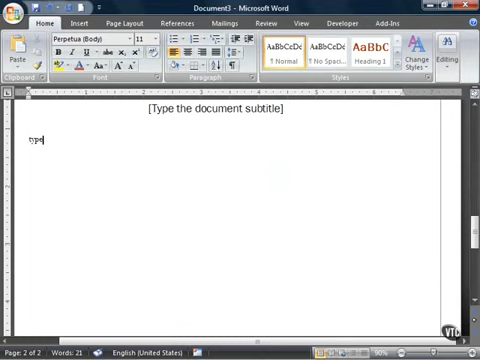 Document3 - Microsoft Word
Home Insert Page Layout References Mailings Review View Developer Add-Ins
Paste
Perpetua (Body) 11
AaBbCcDd AaBbCcDd AaBbC
¶ Normal ¶ No Spaci... Heading 1
Change Styles
Editing
Clipboard Font Paragraph Styles
[Type the document subtitle]
type
VTC
Page: 2 of 2 Words: 21 English (United States) 90%